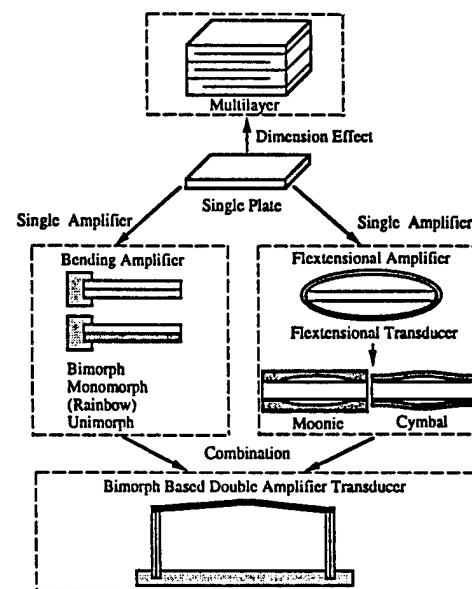 Multilayer
Dimension Effect
Single Plate
Single Amplifier
Single Amplifier
Bending Amplifier
Bimorph
Monomorph
(Rainbow)
Unimorph
Flextensional Amplifier
Flextensional Transducer
Moonie
Cymbal
Combination
Bimorph Based Double Amplifier Transducer